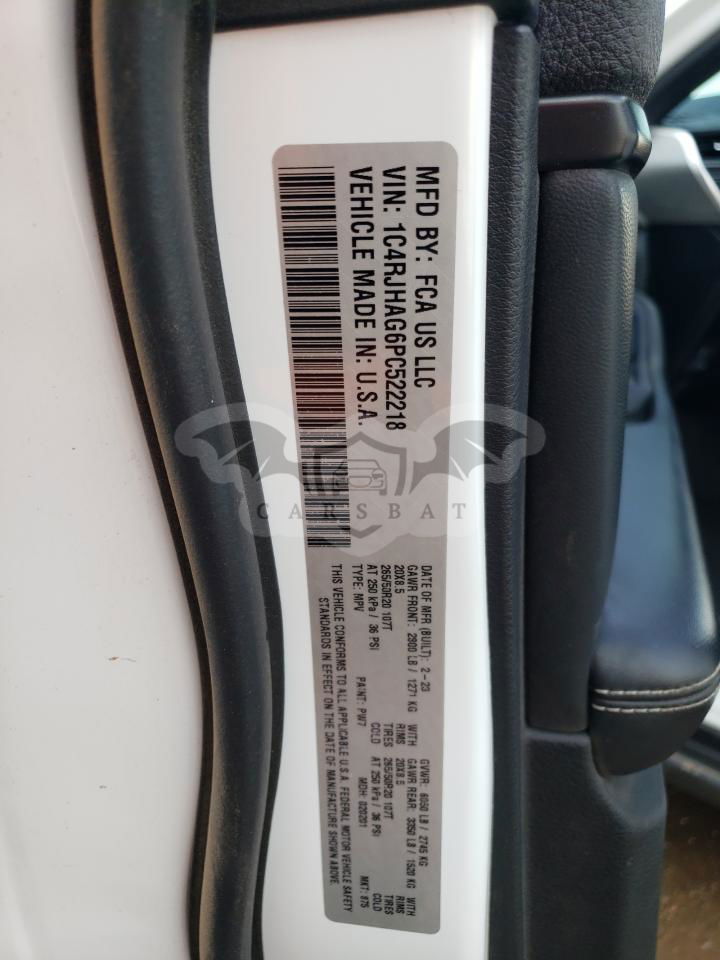 MFD BY: FCA US LLC
VIN: 1C4RJHAG6PC522218
VEHICLE MADE IN: U.S.A.
DATE OF MFR (BUILT): 2-23 GVWR: 6050 LB / 2745 KG
GAWR FRONT: 2800 LB / 1271 KG WITH GAWR REAR: 3350 LB / 1520 KG WITH
20X8.5 RIMS 20X8.5 RIMS
265/50R20 107T TIRES 265/50R20 107T TIRES
AT 250 kPa / 36 PSI COLD AT 250 kPa / 36 PSI COLD
TYPE: MPV PAINT: PW7 MDH: 020201 MKT: 875
THIS VEHICLE CONFORMS TO ALL APPLICABLE U.S.A. FEDERAL MOTOR VEHICLE SAFETY
STANDARDS IN EFFECT ON THE DATE OF MANUFACTURE SHOWN ABOVE.
CARSBAT